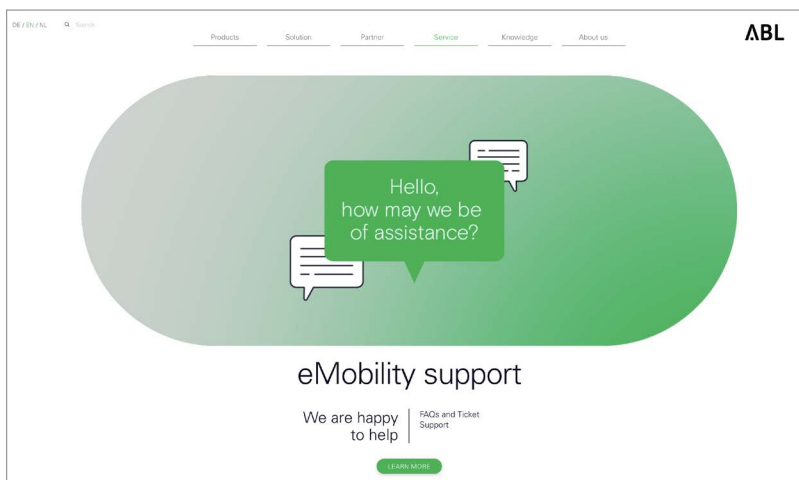 DE / EN / NL
Search
Products
Solution
Partner
Service
Knowledge
About us
ABL
Hello,
how may we be
of assistance?
eMobility support
We are happy
to help
FAQs and Ticket
Support
LEARN MORE